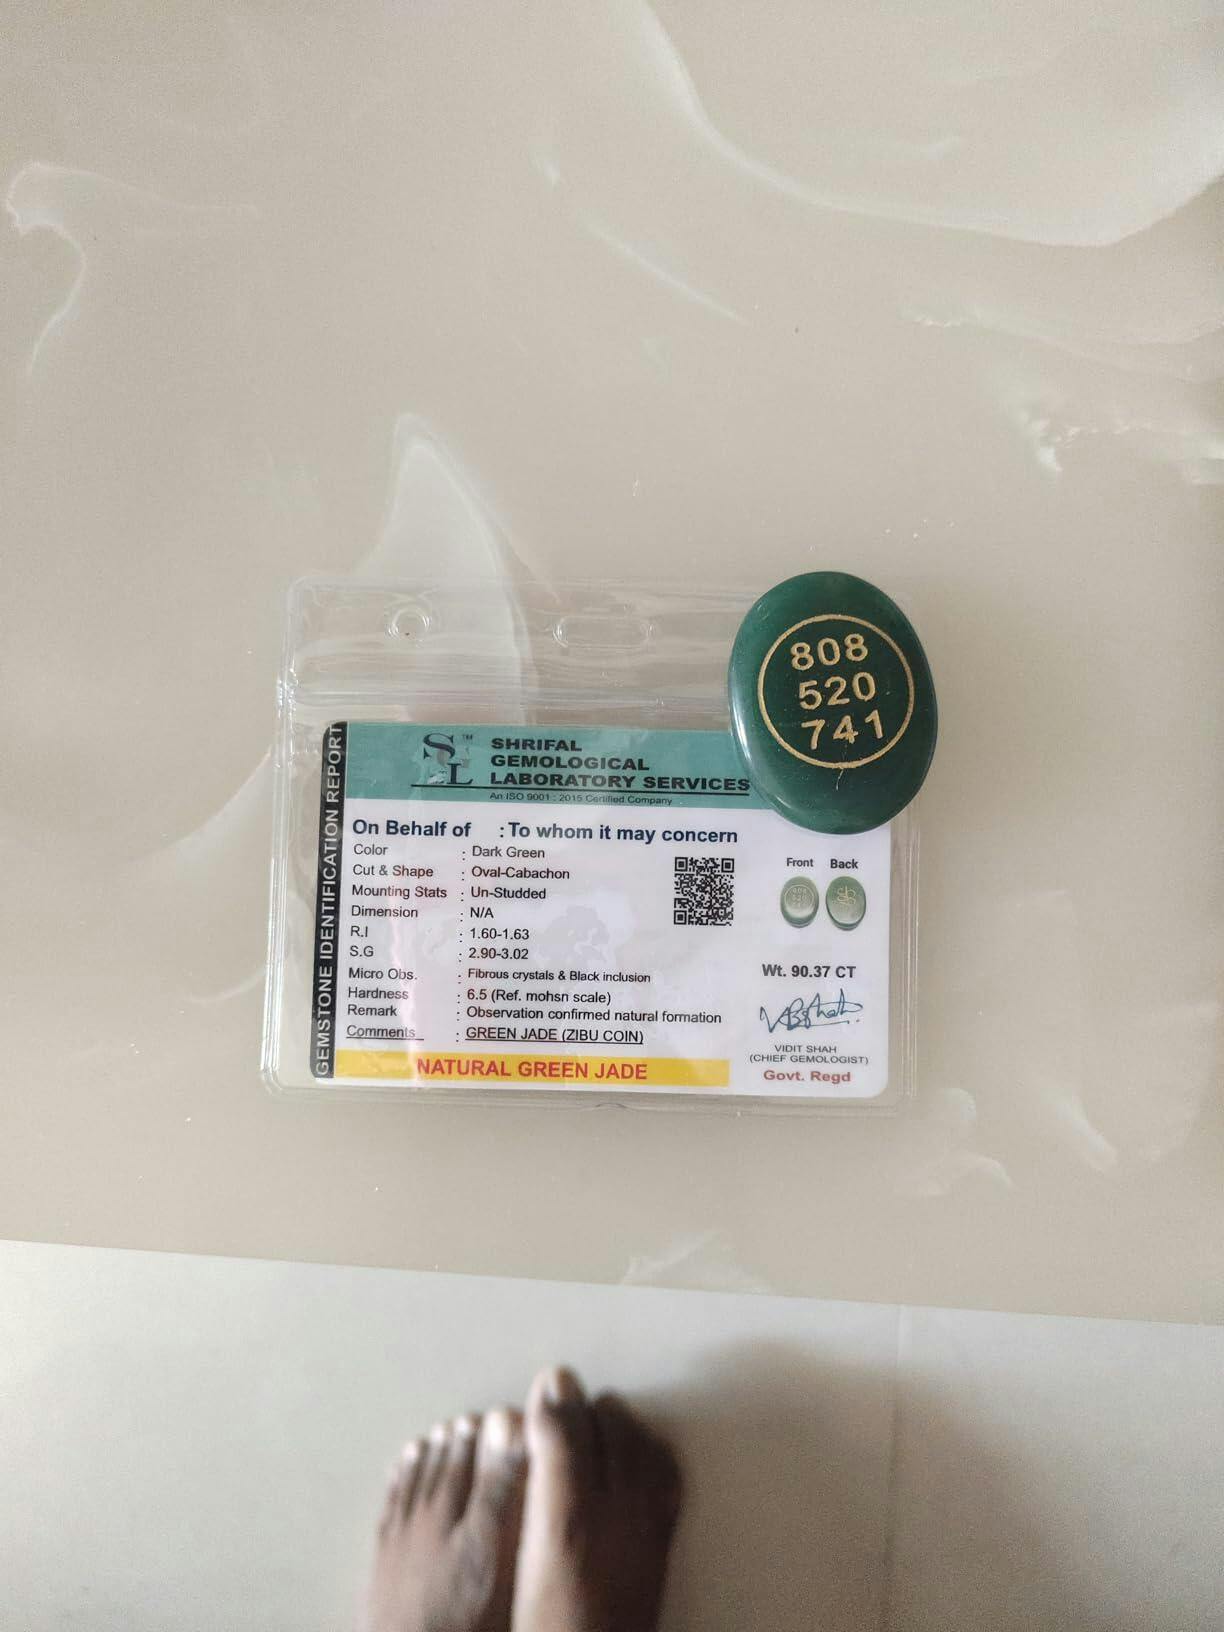 808
520
741
SGL™
SHRIFAL
GEMOLOGICAL
LABORATORY SERVICES
An ISO 9001 : 2015 Certified Company
GEMSTONE IDENTIFICATION REPORT
On Behalf of : To whom it may concern
Color : Dark Green
Cut & Shape : Oval-Cabachon
Mounting Stats : Un-Studded
Dimension : N/A
R.I : 1.60-1.63
S.G : 2.90-3.02
Micro Obs. : Fibrous crystals & Black inclusion
Hardness : 6.5 (Ref. mohsn scale)
Remark : Observation confirmed natural formation
Comments : GREEN JADE (ZIBU COIN)
NATURAL GREEN JADE
Front Back
808
520
Wt. 90.37 CT
VIDIT SHAH
(CHIEF GEMOLOGIST)
Govt. Regd